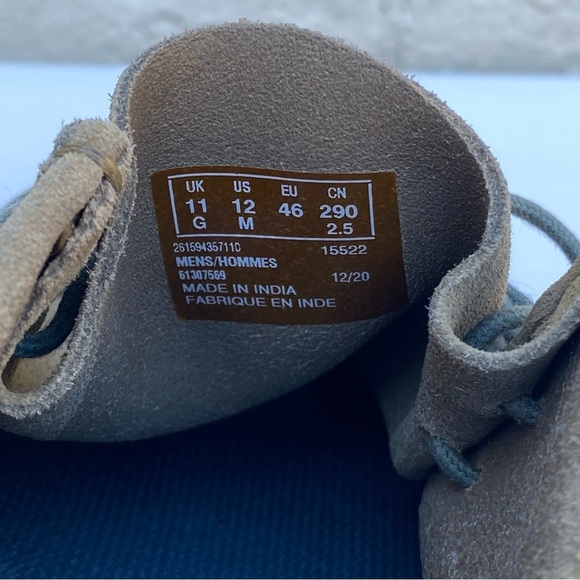 UK US EU CN
11 12 46 290
G M 2.5
26159435711C 15522
MENS/HOMMES
61307569 12/20
MADE IN INDIA
FABRIQUE EN INDE